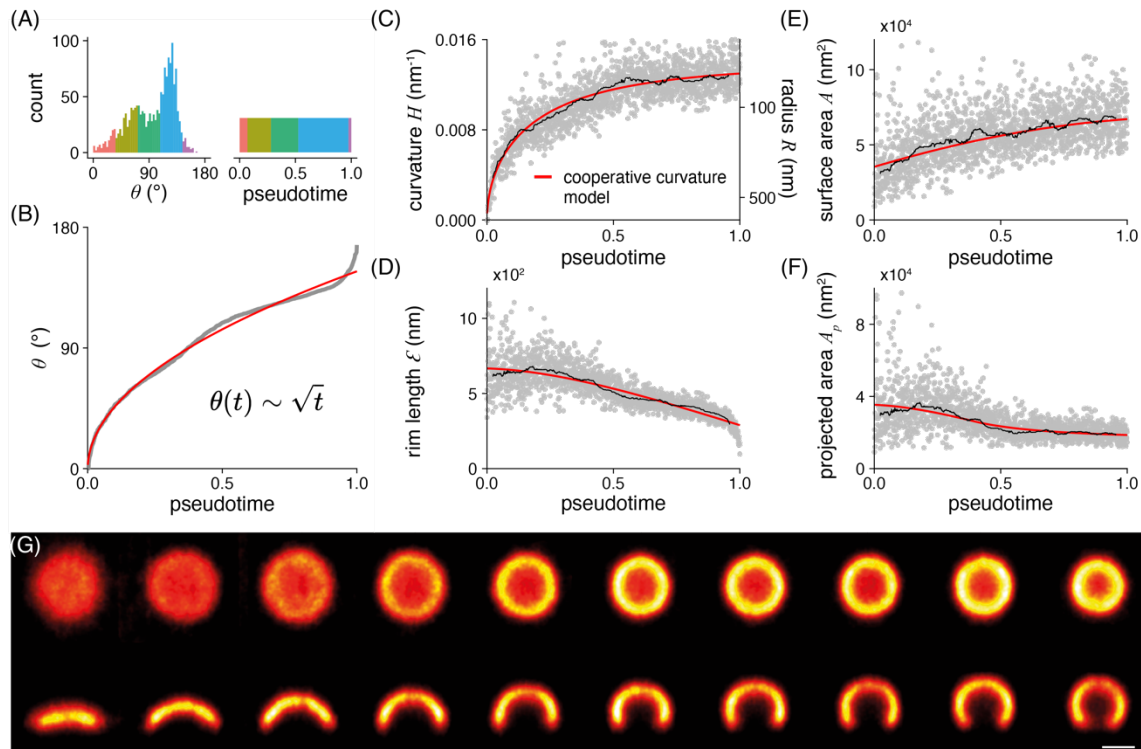 (A)
100
50
0
count
0
90
180
θ (°)
0.0
0.5
1.0
pseudotime
(B)
180
90
0
θ (°)
θ(t) ∼ √t
0.0
0.5
1.0
pseudotime
(C)
0.016
0.008
0.000
curvature H (nm⁻¹)
100
500
radius R (nm)
cooperative curvature
model
0.0
0.5
1.0
pseudotime
(D)
x10²
10
5
0
rim length ℰ (nm)
0.0
0.5
1.0
pseudotime
(E)
x10⁴
10
5
0
surface area A (nm²)
0.0
0.5
1.0
pseudotime
(F)
x10⁴
8
4
0
projected area Aₚ (nm²)
0.0
0.5
1.0
pseudotime
(G)